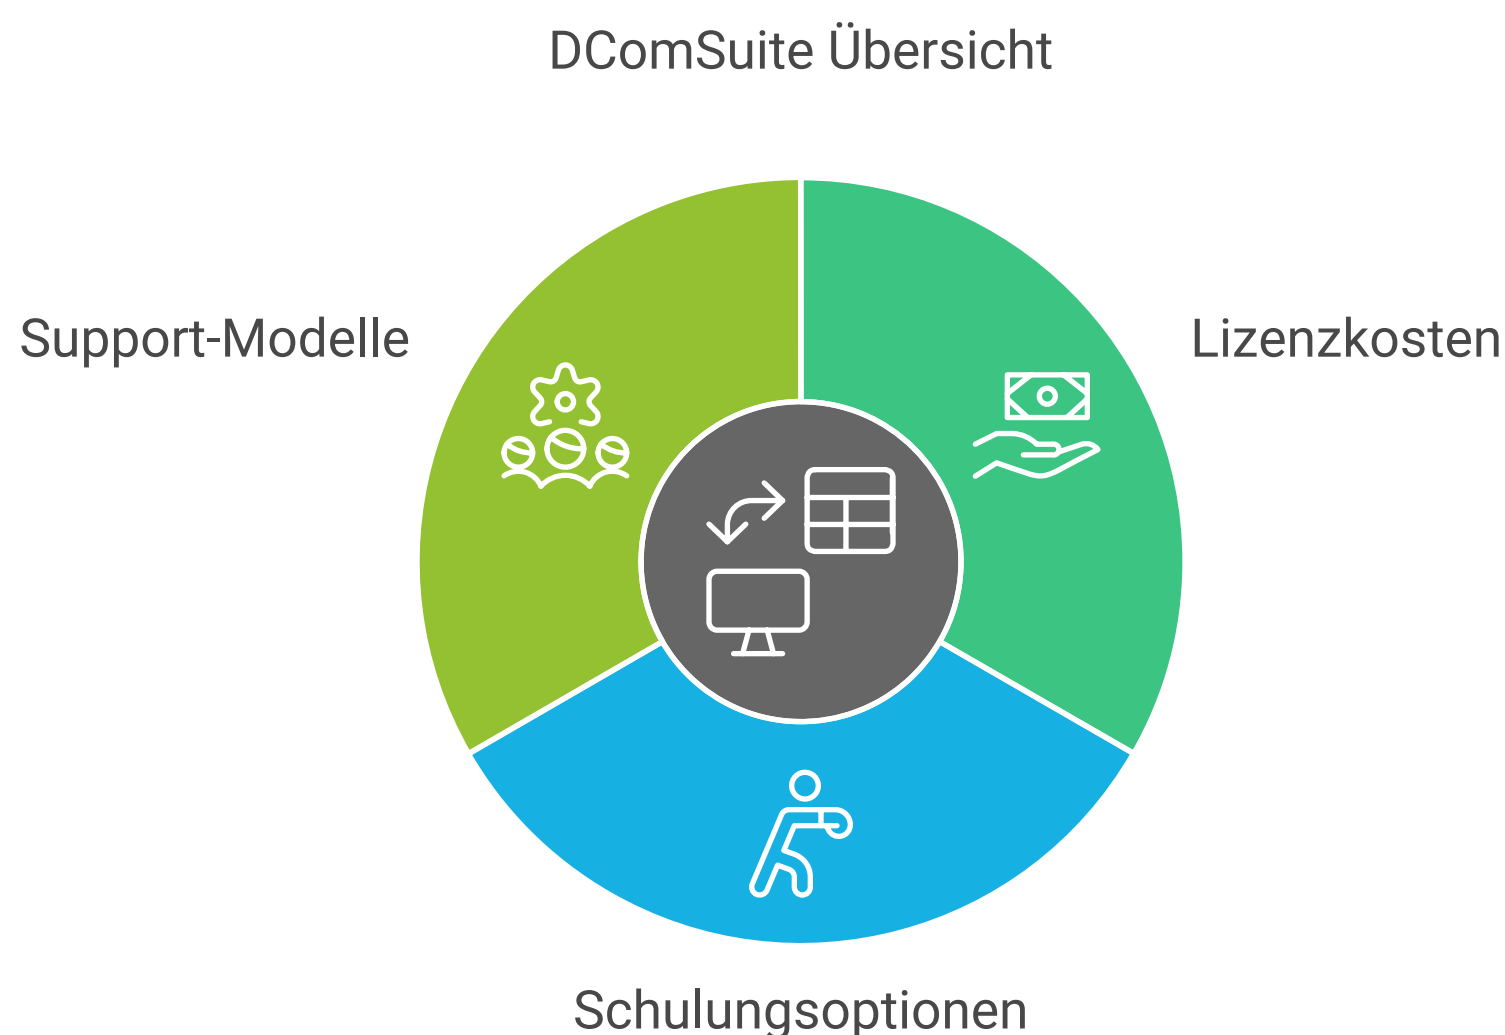 DComSuite Übersicht
Support-Modelle
Lizenzkosten
Schulungsoptionen